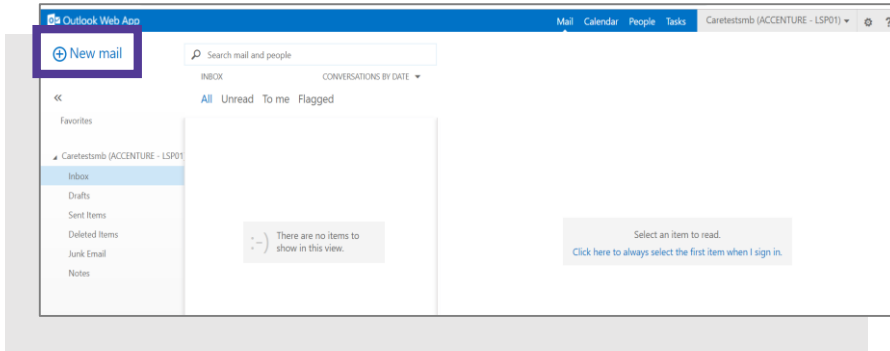 Outlook Web App
Mail Calendar People Tasks Caretestsmb (ACCENTURE - LSP01) ?
New mail
Search mail and people
INBOX CONVERSATIONS BY DATE
All Unread To me Flagged
Favorites
Caretestsmb (ACCENTURE - LSP01
Inbox
Drafts
Sent Items
Deleted Items
Junk Email
Notes
:-)
There are no items to
show in this view.
Select an item to read.
Click here to always select the first item when I sign in.